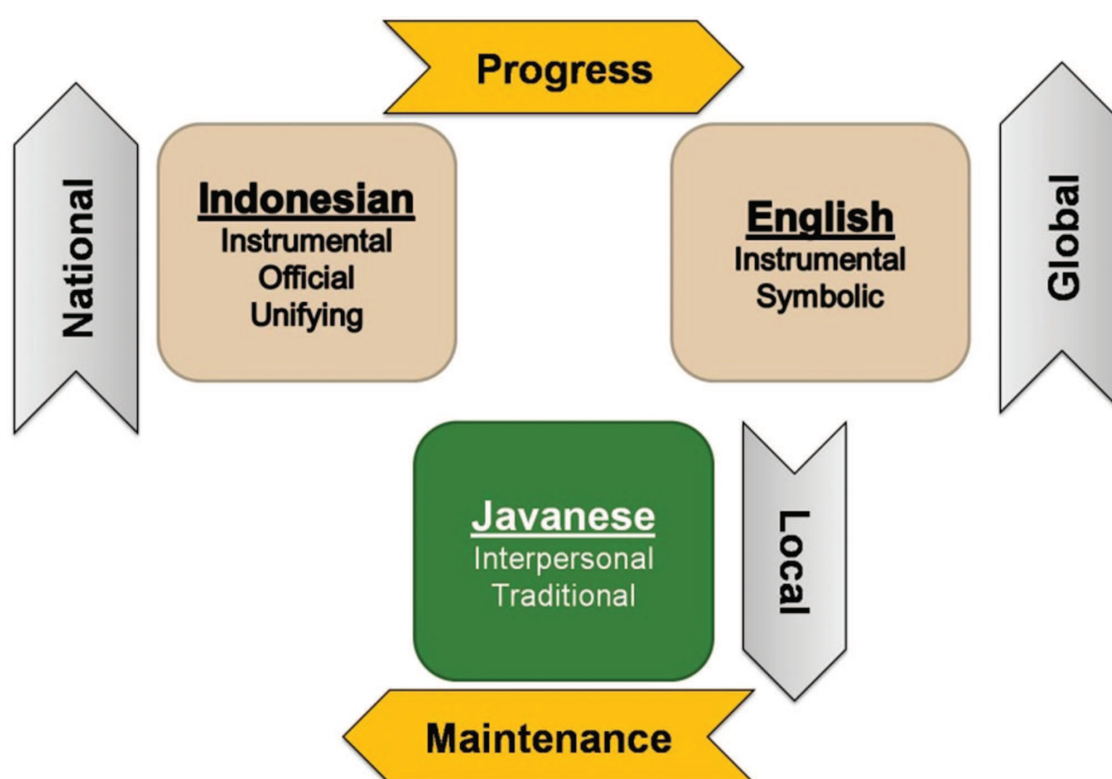 Progress
National
Indonesian
Instrumental
Official
Unifying
English
Instrumental
Symbolic
Global
Javanese
Interpersonal
Traditional
Local
Maintenance